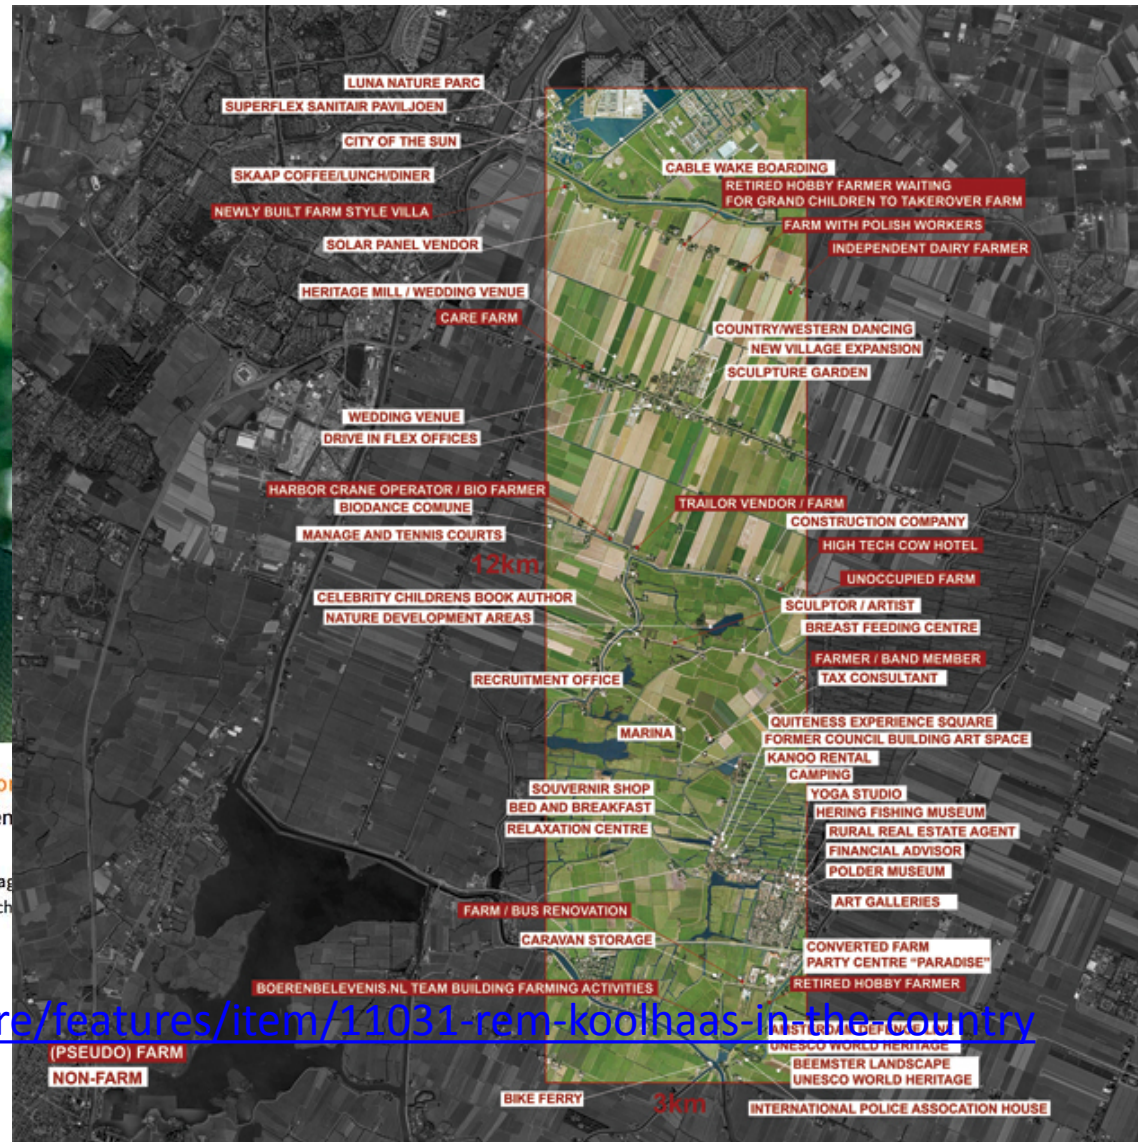 LUNA NATURE PARC
SUPERFLEX SANITAIR PAVILJOEN
CITY OF THE SUN
CABLE WAKE BOARDING
SKAAP COFFEE/LUNCH/DINER
RETIRED HOBBY FARMER WAITING
FOR GRAND CHILDREN TO TAKEOVER FARM
NEWLY BUILT FARM STYLE VILLA
FARM WITH POLISH WORKERS
SOLAR PANEL VENDOR
INDEPENDENT DAIRY FARMER
HERITAGE MILL / WEDDING VENUE
CARE FARM
COUNTRY/WESTERN DANCING
NEW VILLAGE EXPANSION
SCULPTURE GARDEN
WEDDING VENUE
DRIVE IN FLEX OFFICES
HARBOR CRANE OPERATOR / BIO FARMER
TRAILOR VENDOR / FARM
BIODANCE COMUNE
CONSTRUCTION COMPANY
MANAGE AND TENNIS COURTS
HIGH TECH COW HOTEL
12km
UNOCCUPIED FARM
CELEBRITY CHILDRENS BOOK AUTHOR
SCULPTOR / ARTIST
NATURE DEVELOPMENT AREAS
BREAST FEEDING CENTRE
FARMER / BAND MEMBER
RECRUITMENT OFFICE
TAX CONSULTANT
QUITENESS EXPERIENCE SQUARE
MARINA
FORMER COUNCIL BUILDING ART SPACE
KANOO RENTAL
CAMPING
SOUVERNIR SHOP
YOGA STUDIO
BED AND BREAKFAST
HERING FISHING MUSEUM
RELAXATION CENTRE
RURAL REAL ESTATE AGENT
FINANCIAL ADVISOR
POLDER MUSEUM
ART GALLERIES
FARM / BUS RENOVATION
CARAVAN STORAGE
CONVERTED FARM
PARTY CENTRE “PARADISE”
BOERENBELEVENIS.NL TEAM BUILDING FARMING ACTIVITIES
RETIRED HOBBY FARMER
re/features/item/11031-rem-koolhaas-in-the-country
AMSTERDAM DEFENCE
UNESCO WORLD HERITAGE
(PSEUDO) FARM
NON-FARM
BEEMSTER LANDSCAPE
UNESCO WORLD HERITAGE
BIKE FERRY
3km
INTERNATIONAL POLICE ASSOCATION HOUSE